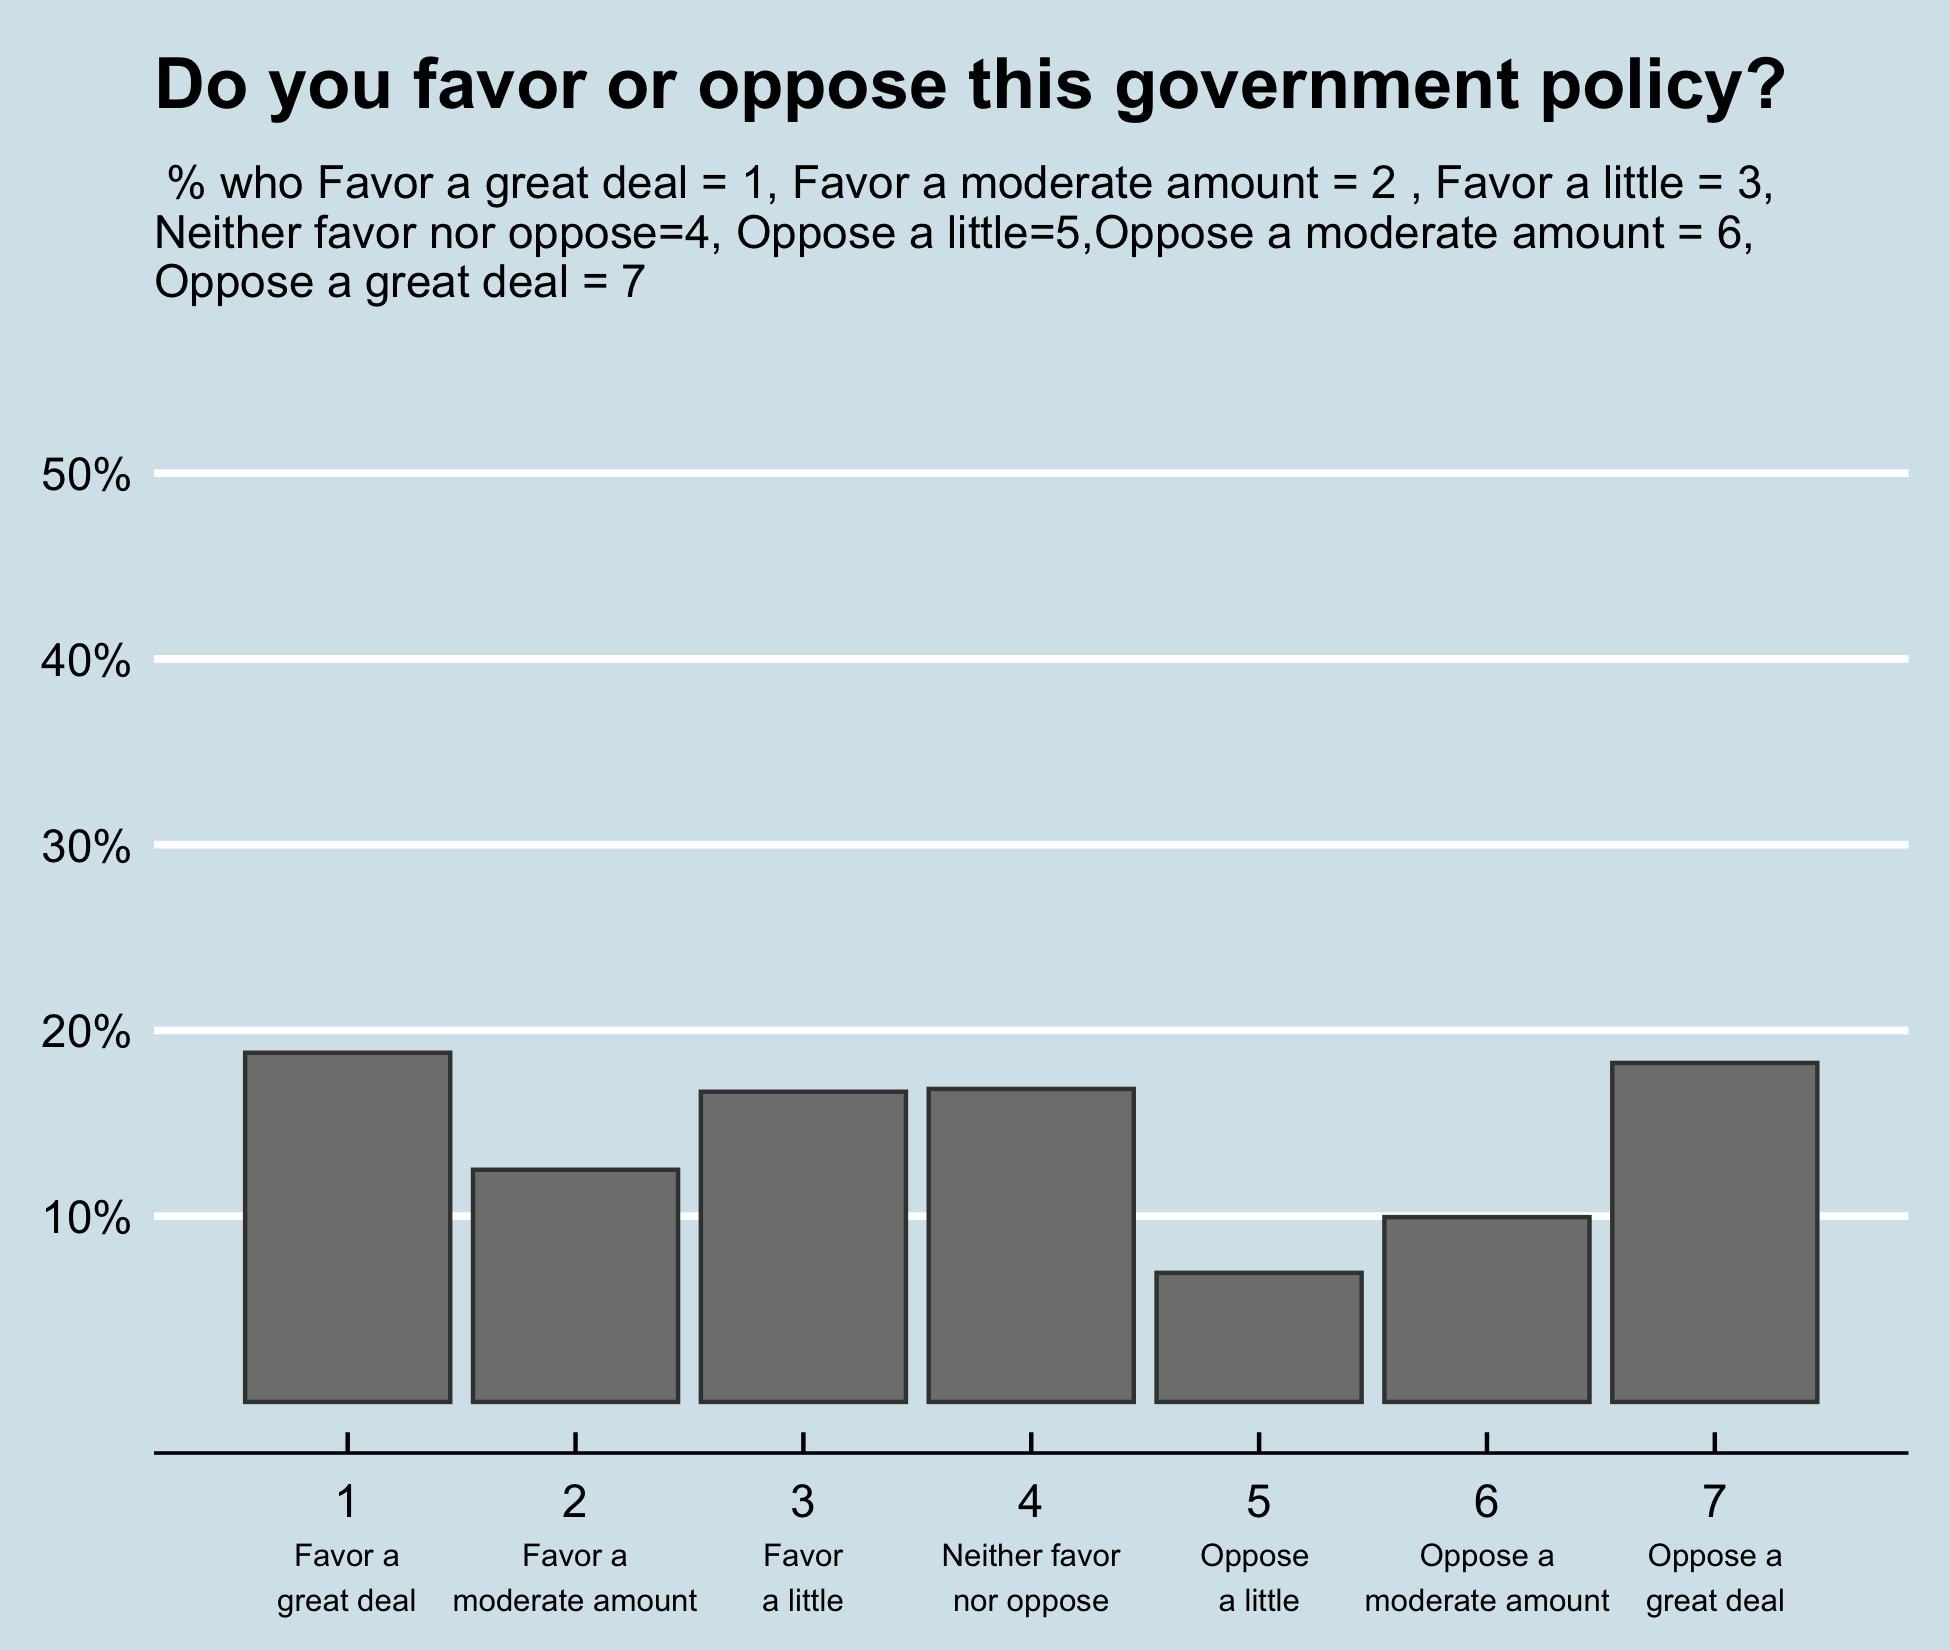 Do you favor or oppose this government policy?
% who Favor a great deal = 1, Favor a moderate amount = 2 , Favor a little = 3,
Neither favor nor oppose=4, Oppose a little=5,Oppose a moderate amount = 6,
Oppose a great deal = 7
50%
40%
30%
20%
10%
1 2 3 4 5 6 7
Favor a Favor a Favor Neither favor Oppose Oppose a Oppose a
great deal moderate amount a little nor oppose a little moderate amount great deal